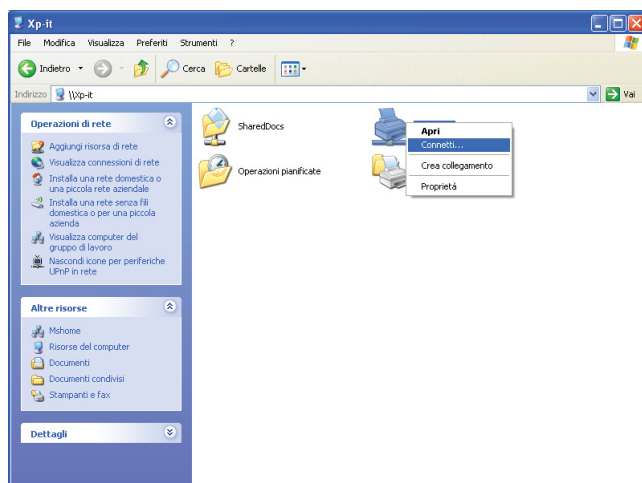 Xp-it
File Modifica Visualizza Preferiti Strumenti ?
Indietro Cerca Cartelle
Indirizzo \\Xp-it Vai
Operazioni di rete
Aggiungi risorsa di rete
Visualizza connessioni di rete
Installa una rete domestica o
una piccola rete aziendale
Installa una rete senza fili
domestica o per una piccola
azienda
Visualizza computer del
gruppo di lavoro
Nascondi icone per periferiche
UPnP in rete
Altre risorse
Mshome
Risorse del computer
Documenti
Documenti condivisi
Stampanti e fax
Dettagli
SharedDocs
Operazioni pianificate
Apri
Connetti...
Crea collegamento
Proprietà